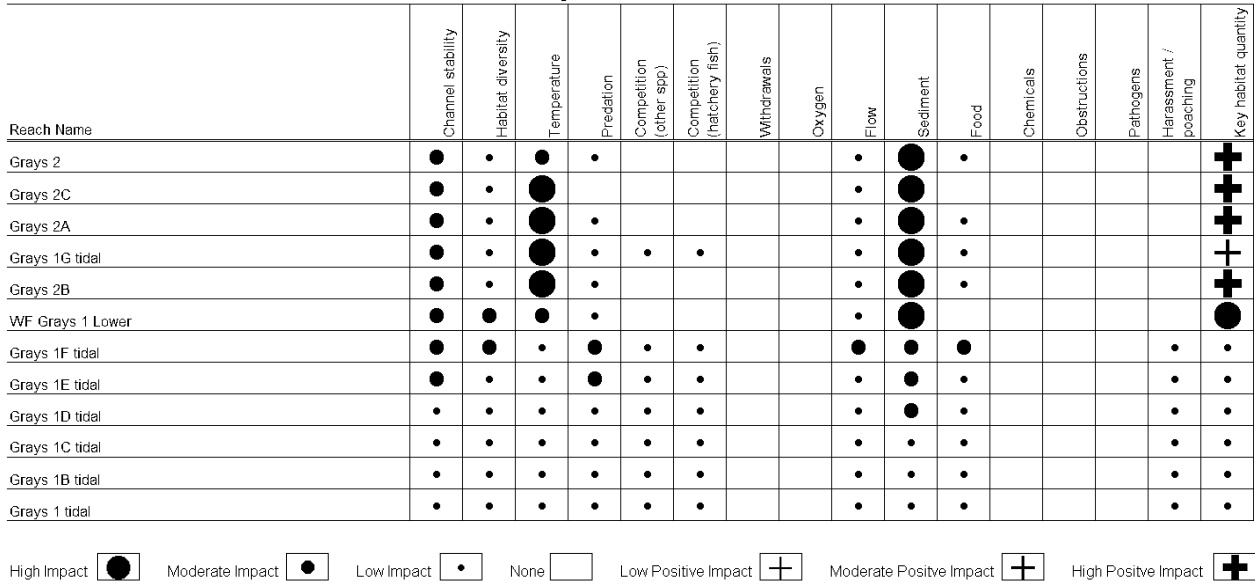 Reach Name
Channel stability
Habitat diversity
Temperature
Predation
Competition
(other spp)
Competition
(hatchery fish)
Withdrawals
Oxygen
Flow
Sediment
Food
Chemicals
Obstructions
Pathogens
Harassment /
poaching
Key habitat quantity
Grays 2
Grays 2C
Grays 2A
Grays 1G tidal
Grays 2B
WF Grays 1 Lower
Grays 1F tidal
Grays 1E tidal
Grays 1D tidal
Grays 1C tidal
Grays 1B tidal
Grays 1 tidal
High Impact Moderate Impact Low Impact None Low Positive Impact Moderate Positve Impact High Positve Impact